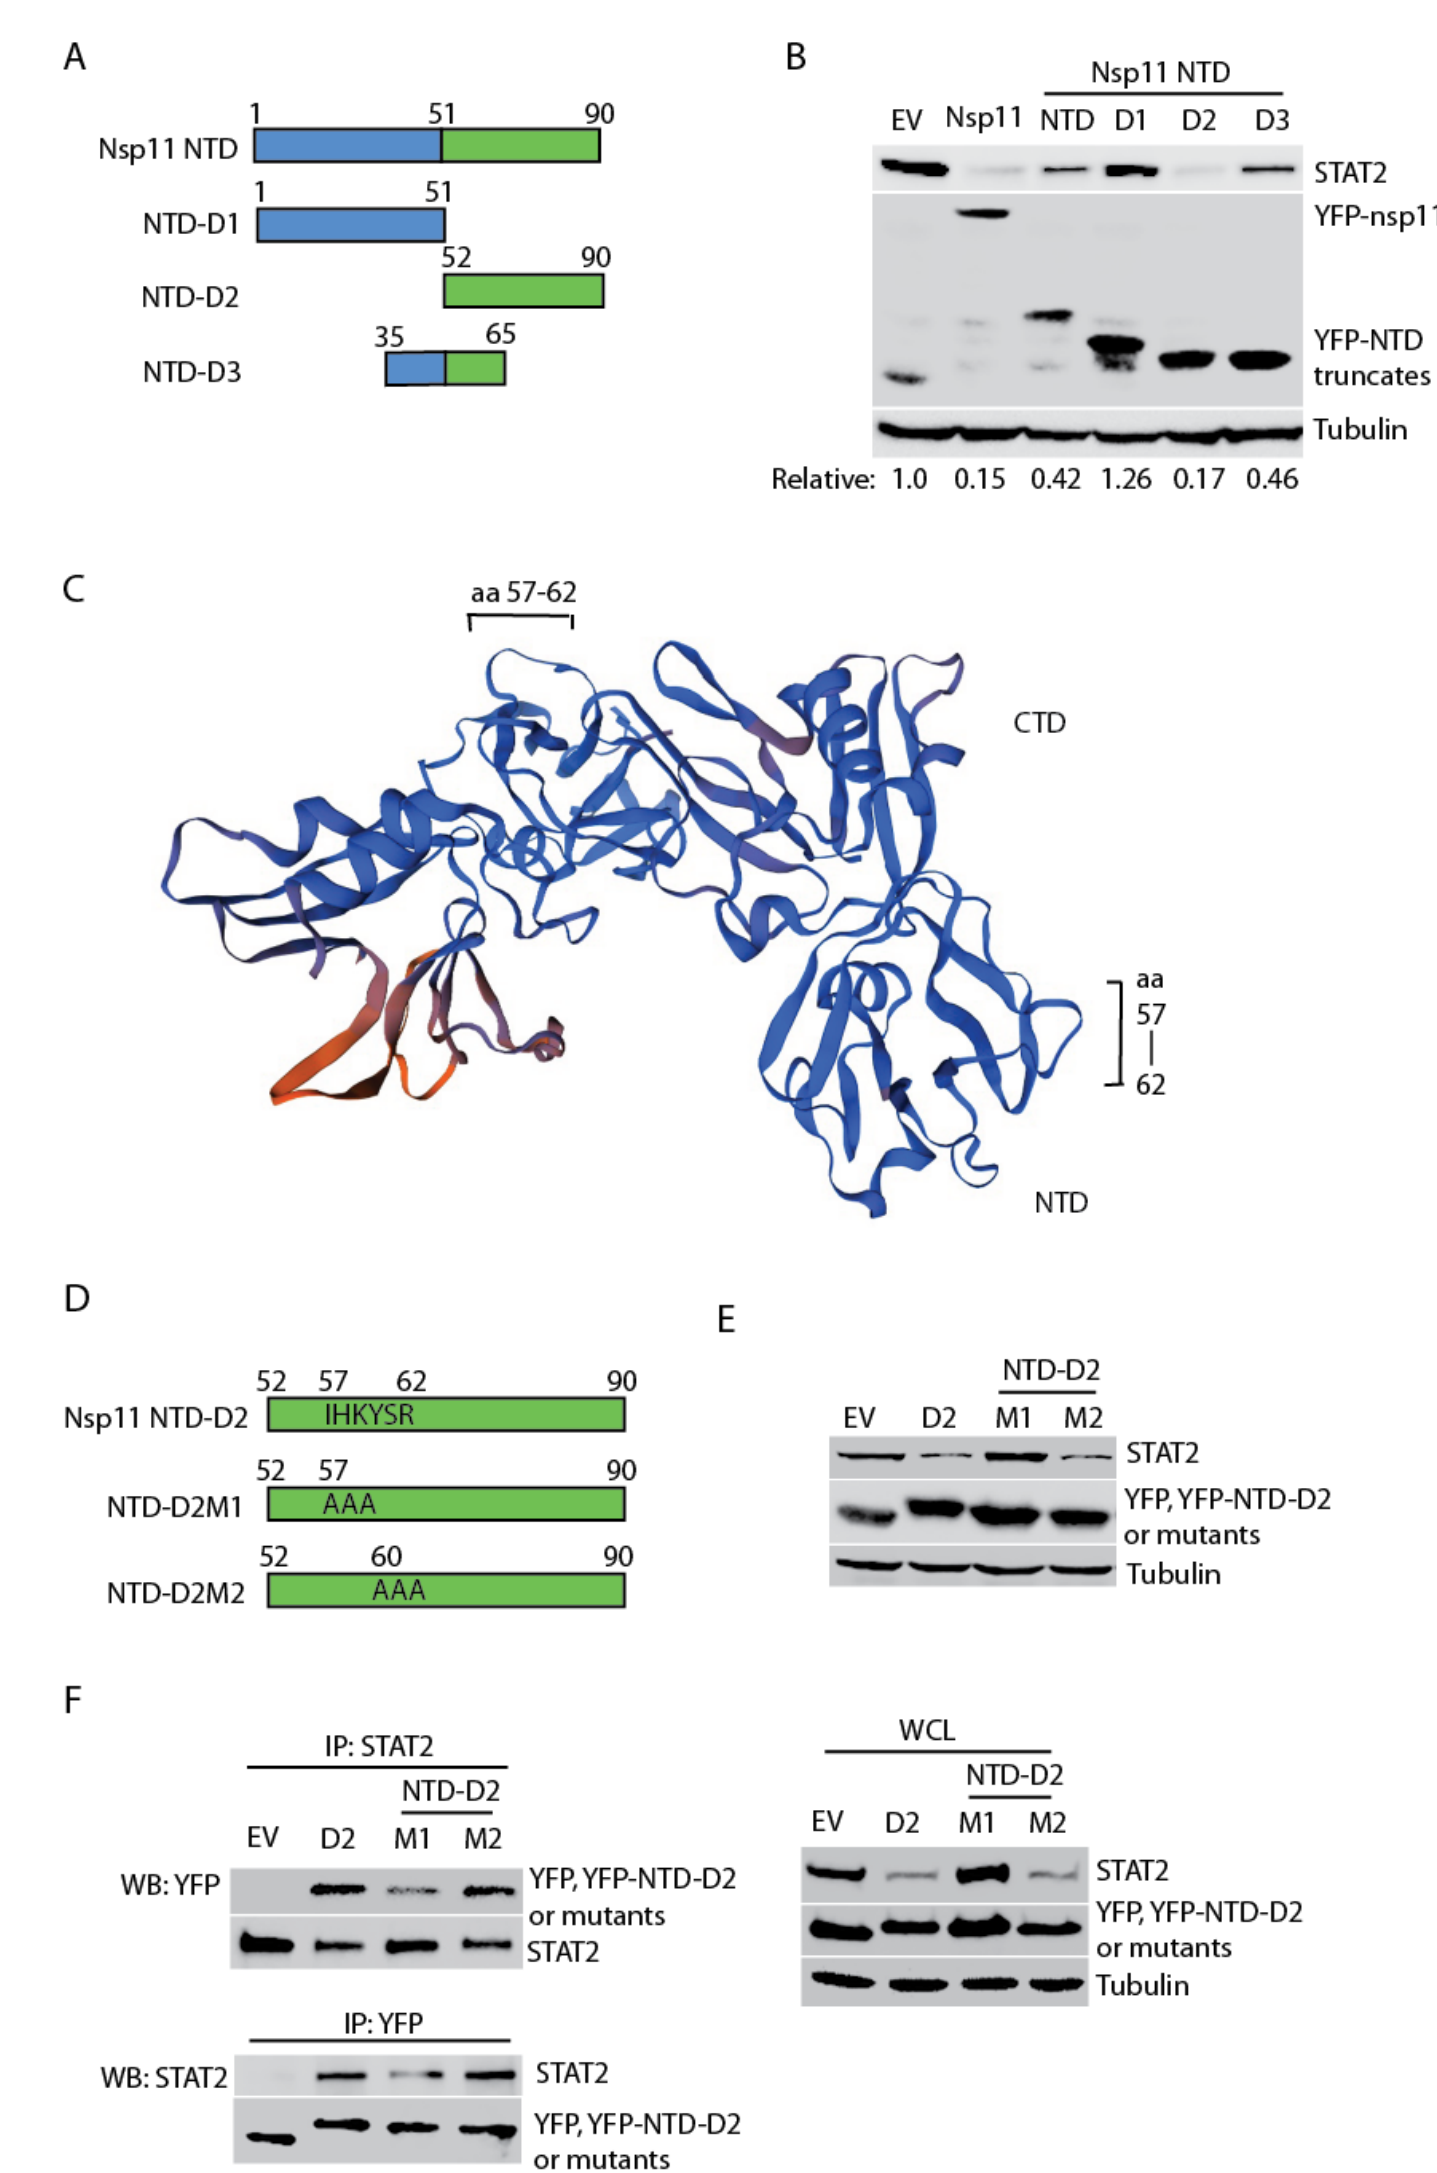 A
1 51 90
Nsp11 NTD
1 51
NTD-D1
52 90
NTD-D2
35 65
NTD-D3
B
Nsp11 NTD
EV Nsp11 NTD D1 D2 D3
STAT2
YFP-nsp11
YFP-NTD
truncates
Tubulin
Relative: 1.0 0.15 0.42 1.26 0.17 0.46
C
aa 57-62
CTD
aa
57
62
NTD
D
52 57 62 90
Nsp11 NTD-D2 IHKYSR
52 57 90
NTD-D2M1 AAA
52 60 90
NTD-D2M2 AAA
E
NTD-D2
EV D2 M1 M2
STAT2
YFP, YFP-NTD-D2
or mutants
Tubulin
F
IP: STAT2
NTD-D2
EV D2 M1 M2
WB: YFP YFP, YFP-NTD-D2
or mutants
STAT2
IP: YFP
WB: STAT2 STAT2
YFP, YFP-NTD-D2
or mutants
WCL
NTD-D2
EV D2 M1 M2
STAT2
YFP, YFP-NTD-D2
or mutants
Tubulin